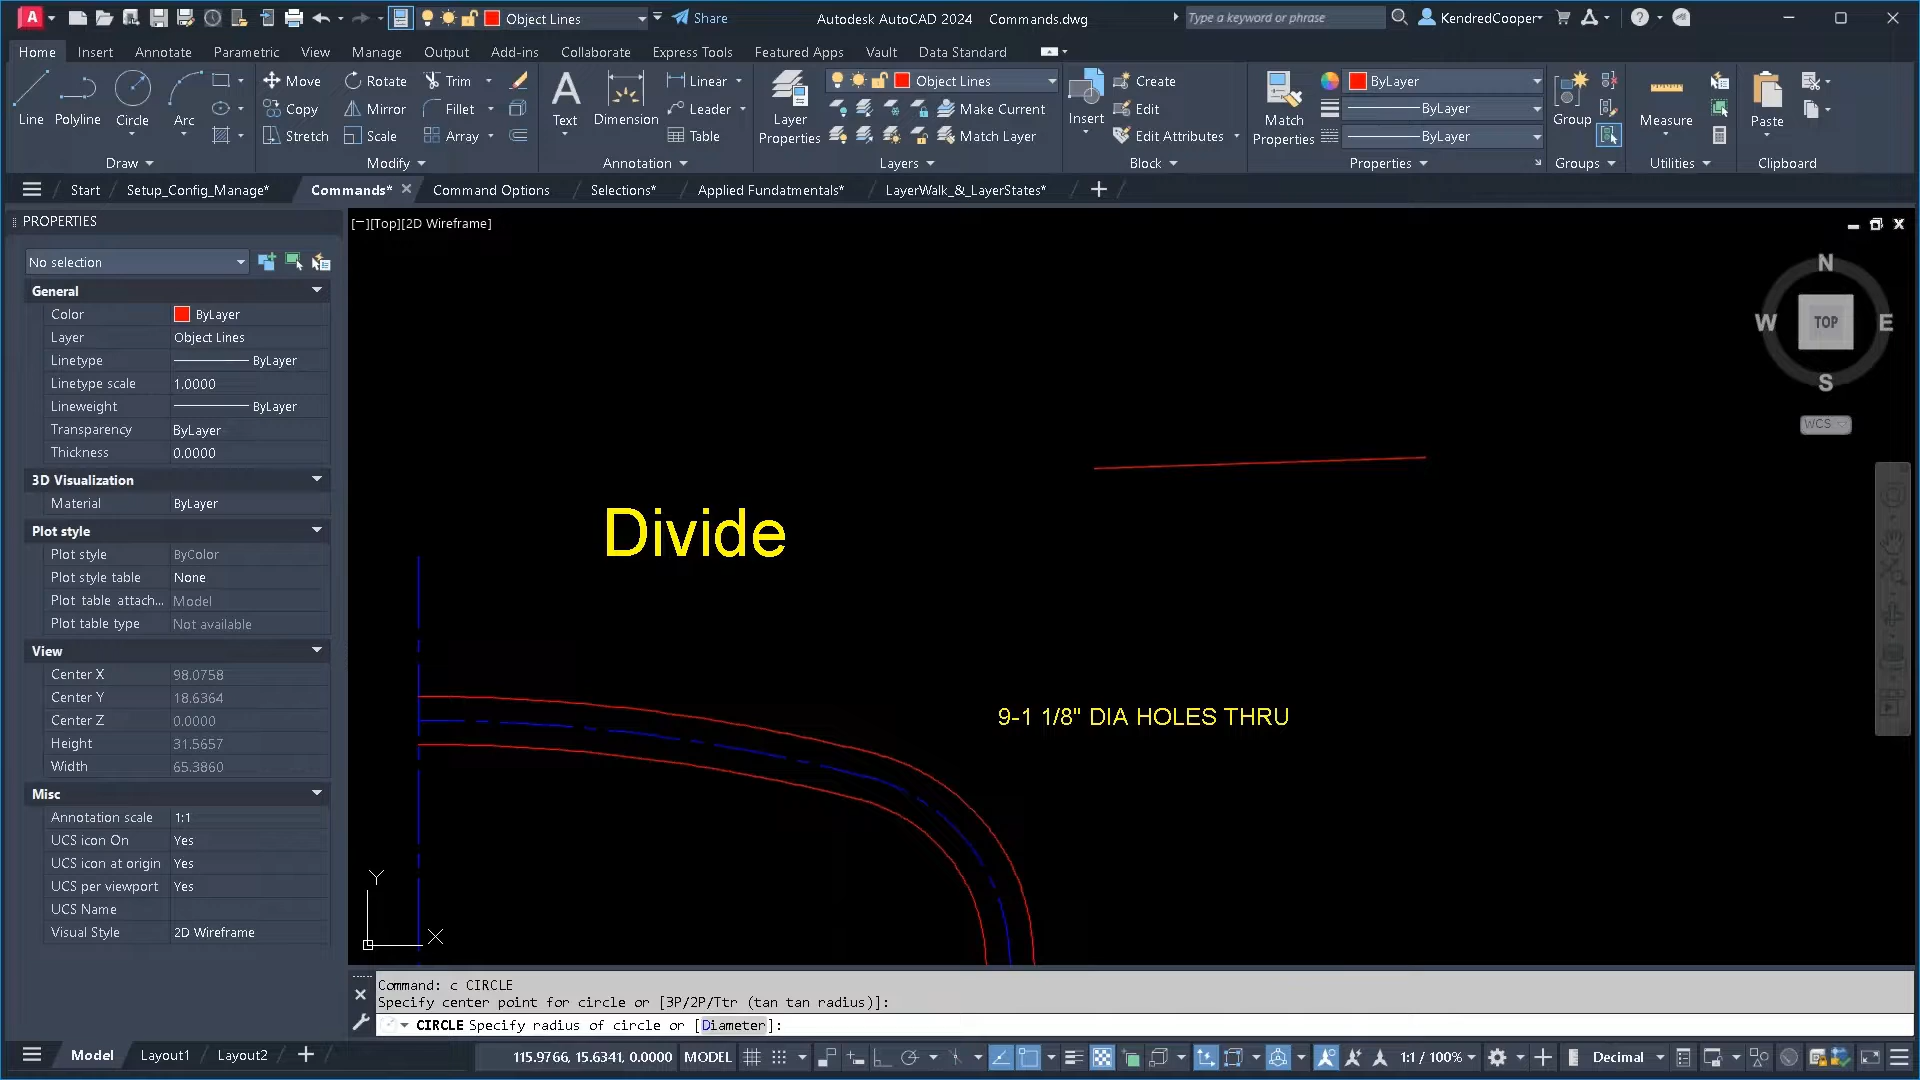 Object Lines
Share
Autodesk AutoCAD 2024 Commands.dwg
Type a keyword or phrase
KendredCooper
Home Insert Annotate Parametric View Manage Output Add-ins Collaborate Express Tools Featured Apps Vault Data Standard
Line Polyline Circle Arc
Move Rotate Trim
Copy Mirror Fillet
Stretch Scale Array
Text Dimension
Linear
Leader
Table
Layer Properties
Object Lines
Make Current
Match Layer
Insert
Create
Edit
Edit Attributes
Match Properties
ByLayer
ByLayer
ByLayer
Group
Measure
Paste
Draw Modify Annotation Layers Block Properties Groups Utilities Clipboard
Start Setup_Config_Manage* Commands* Command Options Selections* Applied Fundatmentals* LayerWalk_&_LayerStates*
PROPERTIES
No selection
General
Color ByLayer
Layer Object Lines
Linetype ByLayer
Linetype scale 1.0000
Lineweight ByLayer
Transparency ByLayer
Thickness 0.0000
3D Visualization
Material ByLayer
Plot style
Plot style ByColor
Plot style table None
Plot table attach... Model
Plot table type Not available
View
Center X 98.0758
Center Y 18.6364
Center Z 0.0000
Height 31.5657
Width 65.3860
Misc
Annotation scale 1:1
UCS icon On Yes
UCS icon at origin Yes
UCS per viewport Yes
UCS Name
Visual Style 2D Wireframe
[−][Top][2D Wireframe]
N
W TOP E
S
WCS
Divide
9-1 1/8" DIA HOLES THRU
Y
X
Command: c CIRCLE
Specify center point for circle or [3P/2P/Ttr (tan tan radius)]:
CIRCLE Specify radius of circle or [Diameter]:
Model Layout1 Layout2
115.9766, 15.6341, 0.0000 MODEL
1:1 / 100%
Decimal